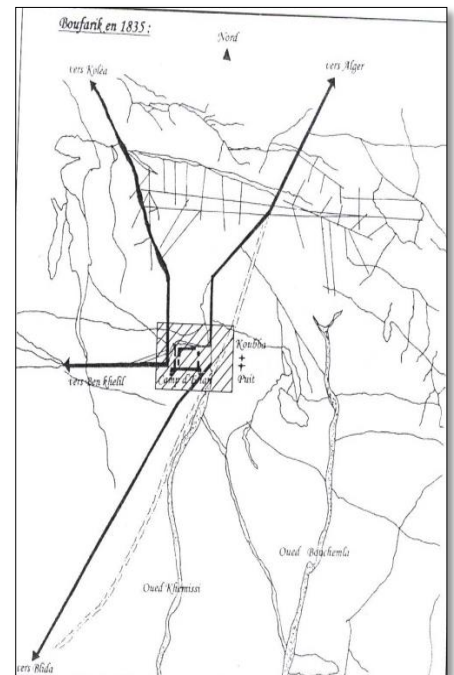 Boufarik en 1835 :
Nord
vers Koléa
vers Alger
Koubba
vers Ben khelil
Camp d'Erlan
Puit
Oued Bouchemla
Oued Khemissi
vers Blida